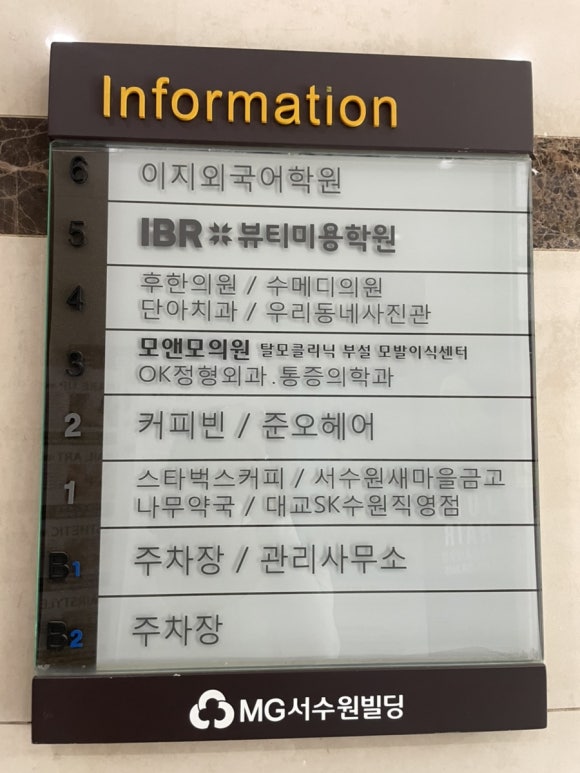 Information
6 이지외국어학원
5 IBR 뷰티미용학원
4 후한의원 / 수메디의원
단아치과 / 우리동네사진관
3 모앤모의원 탈모클리닉 부설 모발이식센터
OK정형외과.통증의학과
2 커피빈 / 준오헤어
1 스타벅스커피 / 서수원새마을금고
나무약국 / 대교SK수원직영점
B1 주차장 / 관리사무소
B2 주차장
MG서수원빌딩